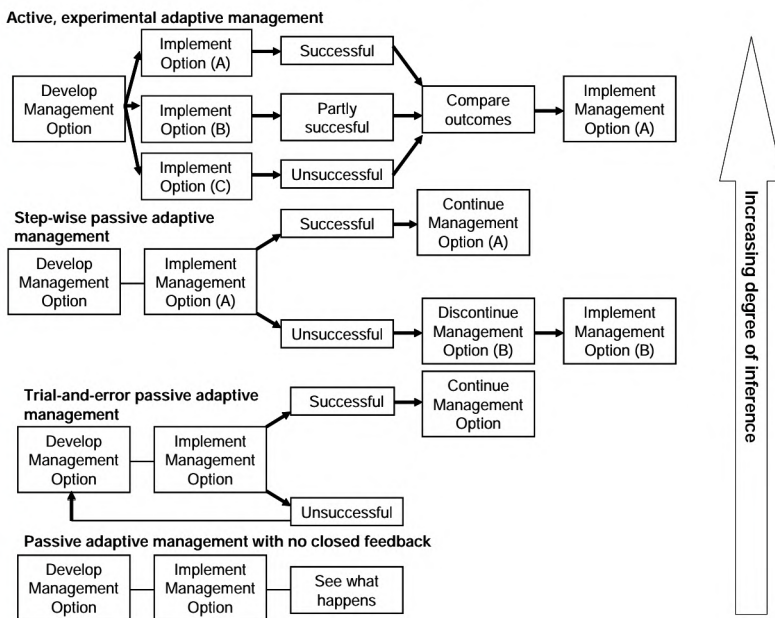 Active, experimental adaptive management
Develop
Management
Option
Implement
Option (A)
Successful
Implement
Option (B)
Partly
succesful
Implement
Option (C)
Unsuccessful
Compare
outcomes
Implement
Management
Option (A)
Step-wise passive adaptive
management
Develop
Management
Option
Implement
Management
Option (A)
Successful
Continue
Management
Option (A)
Unsuccessful
Discontinue
Management
Option (B)
Implement
Management
Option (B)
Trial-and-error passive adaptive
management
Develop
Management
Option
Implement
Management
Option
Successful
Continue
Management
Option
Unsuccessful
Passive adaptive management with no closed feedback
Develop
Management
Option
Implement
Management
Option
See what
happens
Increasing degree of inference